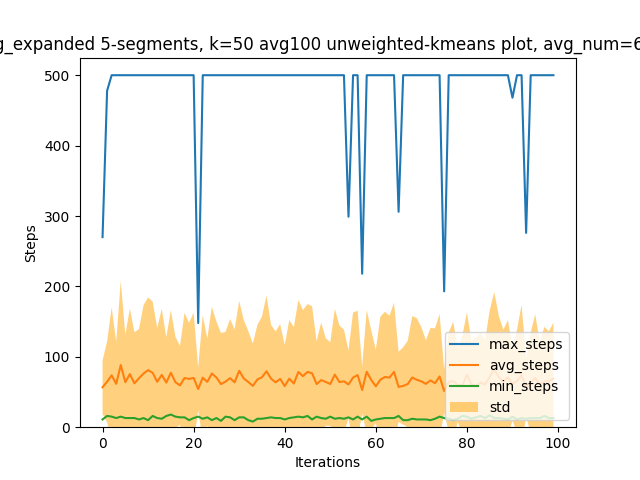 expanded 5-segments, k=50 avg100 unweighted-kmeans plot, avg_num=6
500
400
300
200
100
0
Steps
0 20 40 60 80 100
Iterations
max_steps
avg_steps
min_steps
std